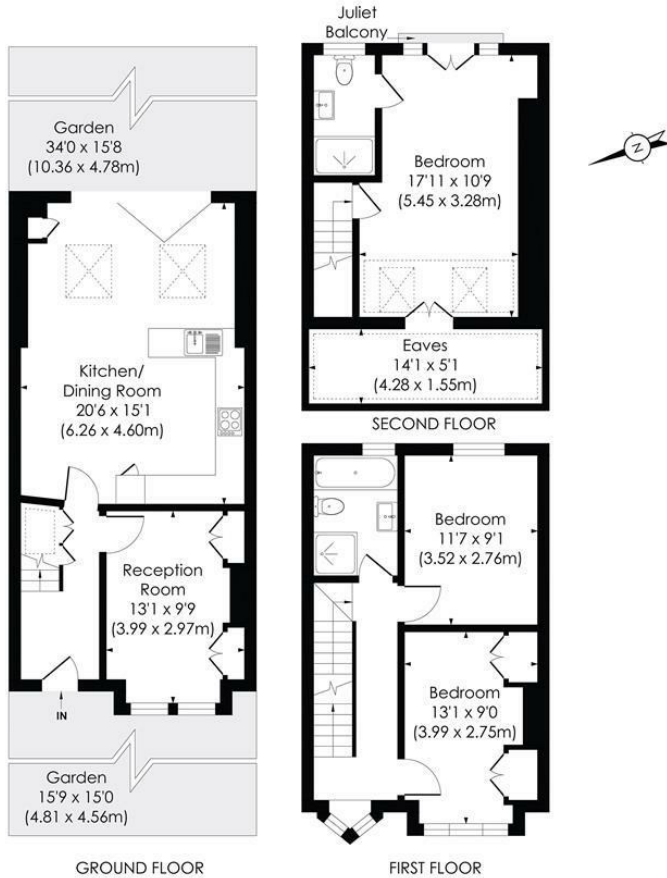 Juliet
Balcony
Garden
34'0 x 15'8
(10.36 x 4.78m)
Bedroom
17'11 x 10'9
(5.45 x 3.28m)
N
Kitchen/
Dining Room
20'6 x 15'1
(6.26 x 4.60m)
Eaves
14'1 x 5'1
(4.28 x 1.55m)
SECOND FLOOR
Reception
Room
13'1 x 9'9
(3.99 x 2.97m)
IN
Garden
15'9 x 15'0
(4.81 x 4.56m)
GROUND FLOOR
Bedroom
11'7 x 9'1
(3.52 x 2.76m)
Bedroom
13'1 x 9'0
(3.99 x 2.75m)
FIRST FLOOR